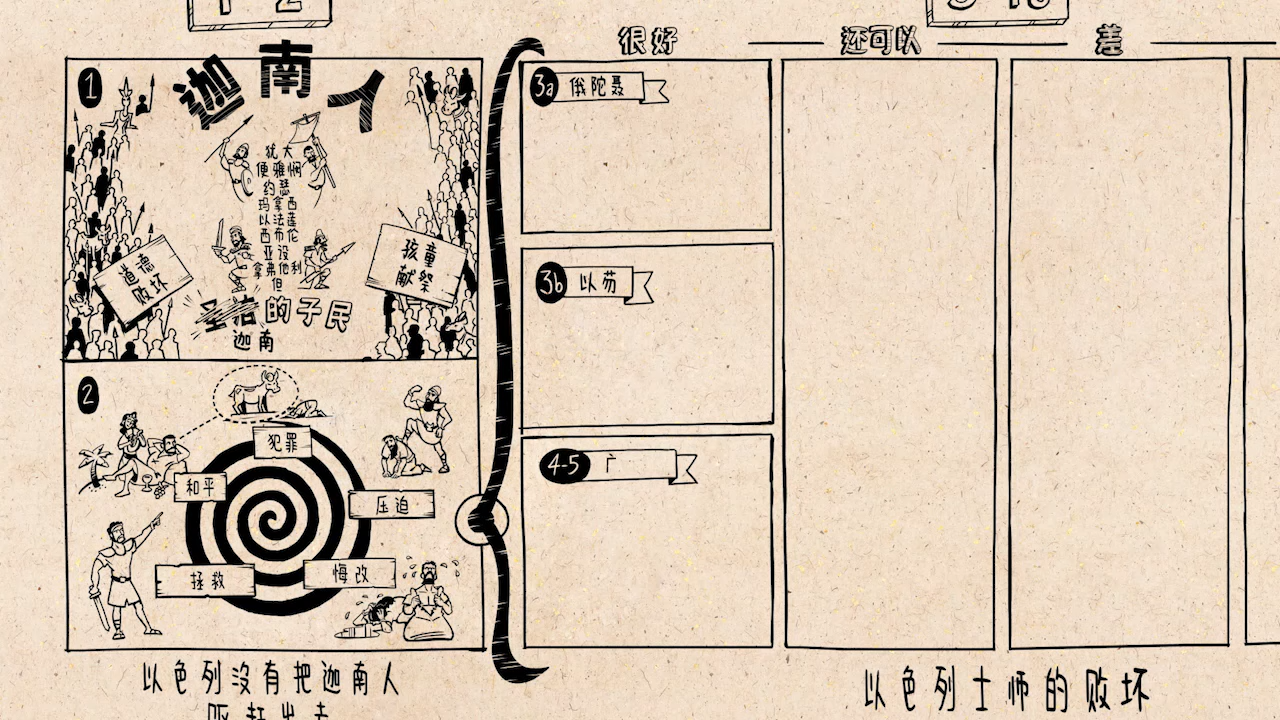 很好
还可以
差
1
迦南人
犹大
便雅悯
约瑟
玛拿西
以法莲
西布伦
亚设
拿弗他利
但
道德
败坏
孩童
献祭
圣洁的子民
迦南
2
犯罪
和平
压迫
拯救
悔改
以色列没有把迦南人
3a 俄陀聂
3b 以笏
4-5
以色列士师的败坏